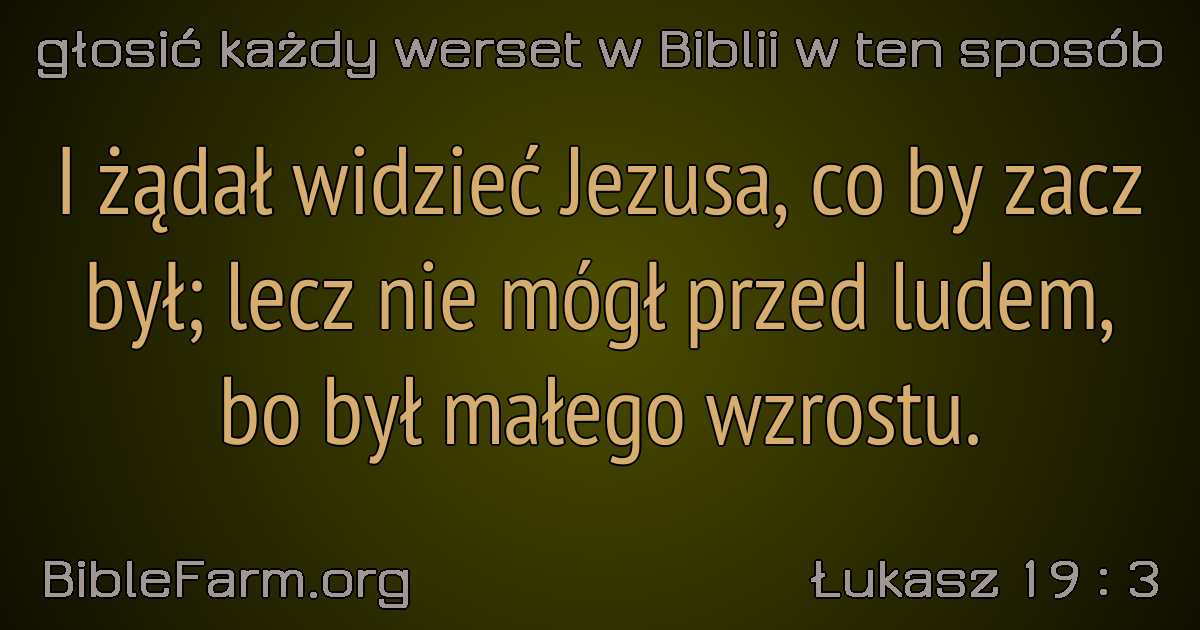 głosić każdy werset w Biblii w ten sposób
I żądał widzieć Jezusa, co by zacz
był; lecz nie mógł przed ludem,
bo był małego wzrostu.
BibleFarm.org
Łukasz 19 : 3